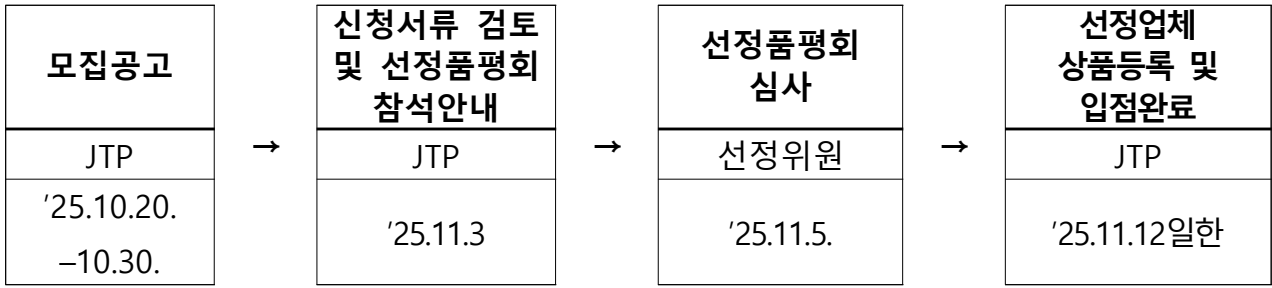 모집공고
JTP
'25.10.20.
–10.30.
→
신청서류 검토
및 선정품평회
참석안내
JTP
'25.11.3
→
선정품평회
심사
선정위원
'25.11.5.
→
선정업체
상품등록 및
입점완료
JTP
'25.11.12일한